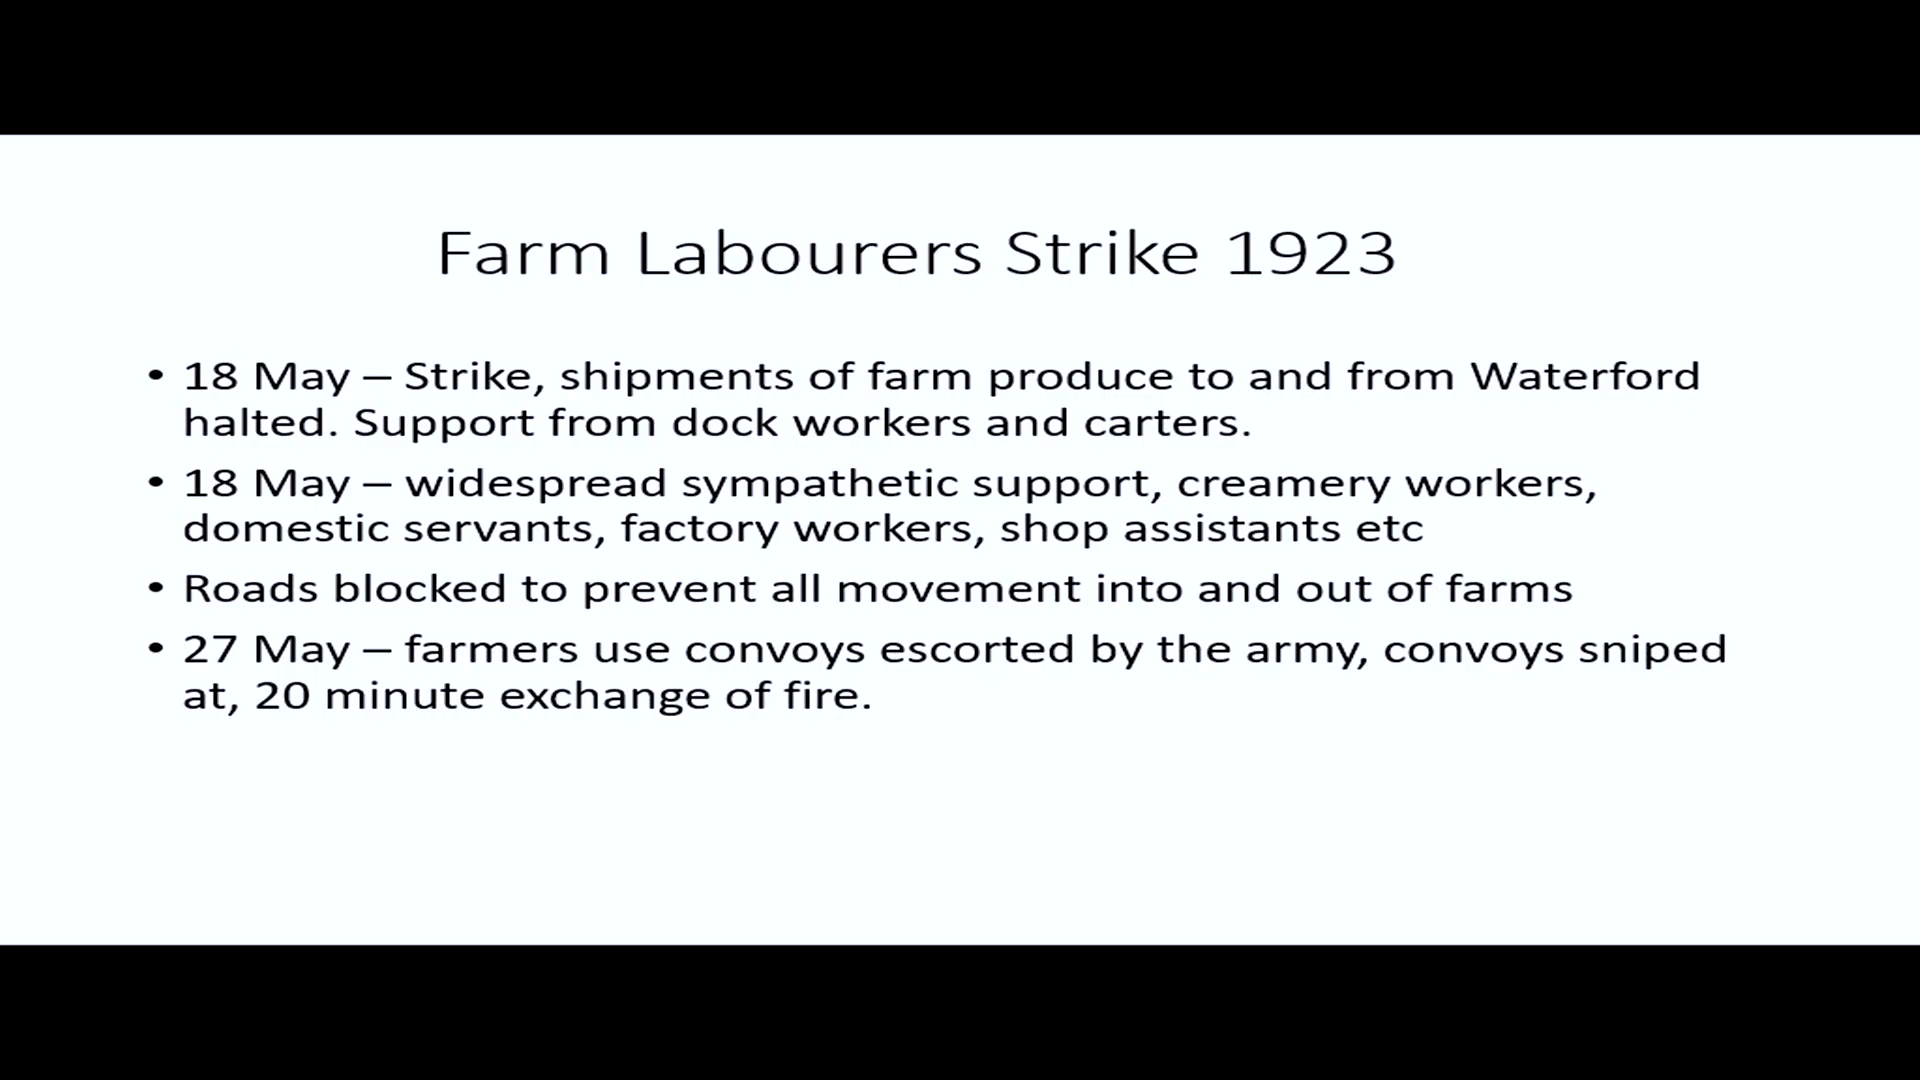 Farm Labourers Strike 1923
• 18 May – Strike, shipments of farm produce to and from Waterford
halted. Support from dock workers and carters.
• 18 May – widespread sympathetic support, creamery workers,
domestic servants, factory workers, shop assistants etc
• Roads blocked to prevent all movement into and out of farms
• 27 May – farmers use convoys escorted by the army, convoys sniped
at, 20 minute exchange of fire.